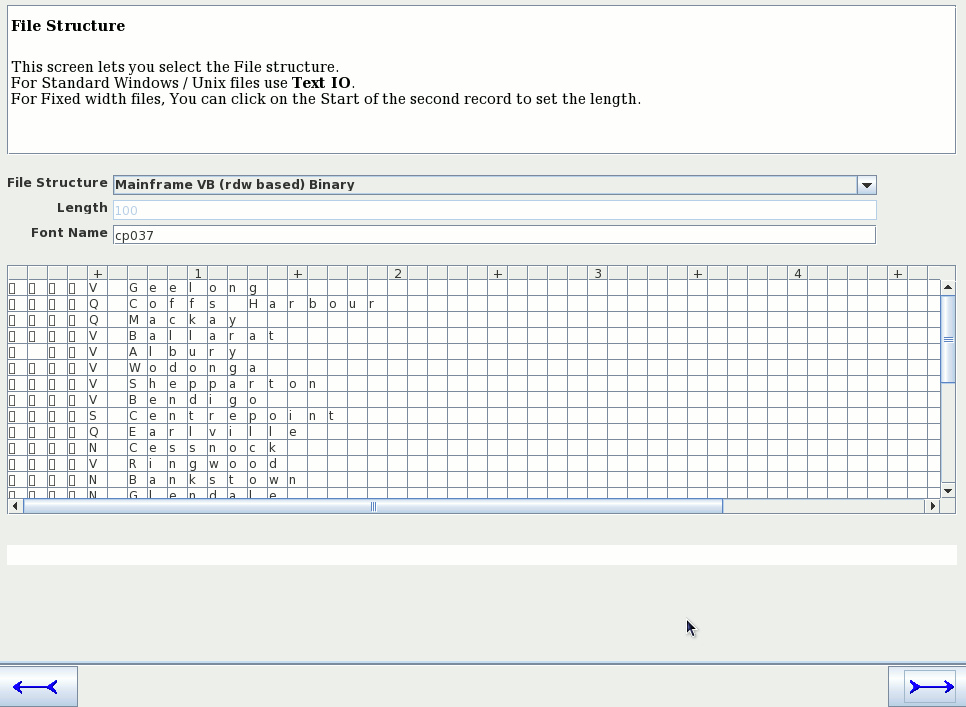 File Structure
This screen lets you select the File structure.
For Standard Windows / Unix files use Text IO.
For Fixed width files, You can click on the Start of the second record to set the length.
File Structure Mainframe VB (rdw based) Binary
Length 100
Font Name cp037
+ 1 + 2 + 3 + 4 +
V Geelong
Q Coffs Harbour
Q Mackay
V Ballarat
V Albury
V Wodonga
V Shepparton
V Bendigo
S Centrepoint
Q Earlville
N Cessnock
V Ringwood
N Bankstown
N Glendale